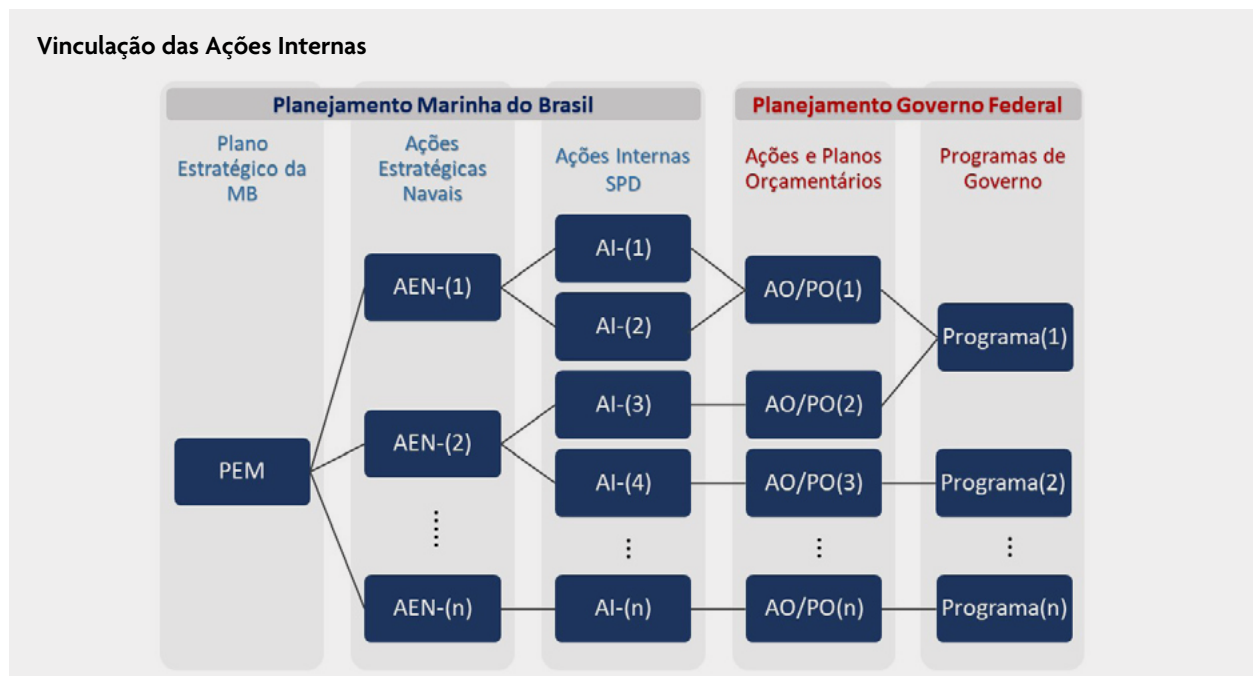 Vinculação das Ações Internas
Planejamento Marinha do Brasil
Planejamento Governo Federal
Plano
Estratégico da
MB
Ações
Estratégicas
Navais
Ações Internas
SPD
Ações e Planos
Orçamentários
Programas de
Governo
PEM
AEN-(1)
AEN-(2)
AEN-(n)
AI-(1)
AI-(2)
AI-(3)
AI-(4)
AI-(n)
AO/PO(1)
AO/PO(2)
AO/PO(3)
AO/PO(n)
Programa(1)
Programa(2)
Programa(n)